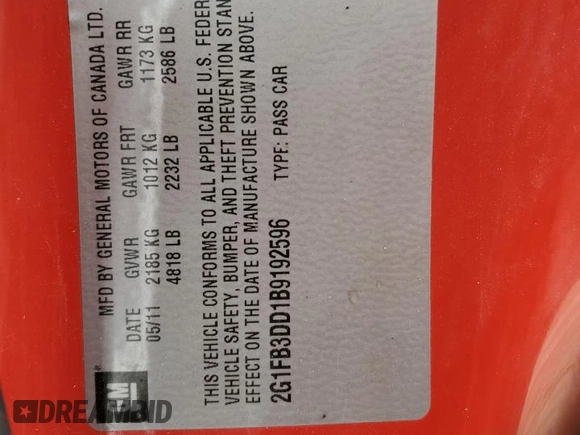 MFD BY GENERAL MOTORS OF CANADA LTD.
DATE GVWR GAWR FRT GAWR RR
05/11 2185 KG 1012 KG 1173 KG
4818 LB 2232 LB 2586 LB
THIS VEHICLE CONFORMS TO ALL APPLICABLE U.S. FEDER
VEHICLE SAFETY, BUMPER, AND THEFT PREVENTION STAN
EFFECT ON THE DATE OF MANUFACTURE SHOWN ABOVE.
2G1FB3DD1B9192596 TYPE: PASS CAR
GM
DREAMBID